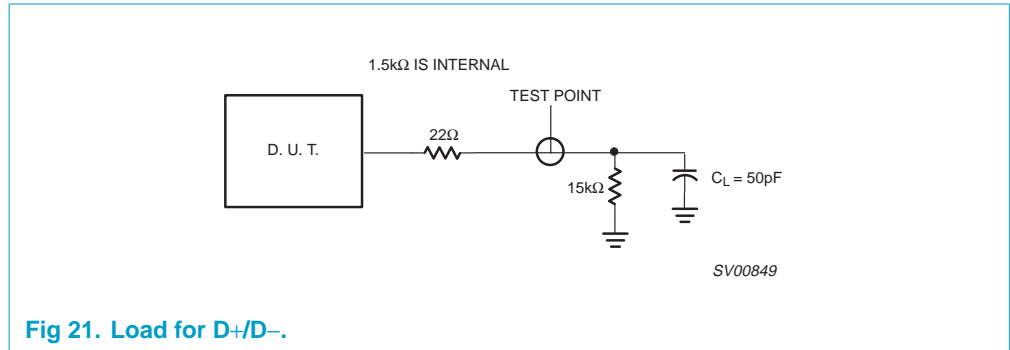 1.5kΩ IS INTERNAL
TEST POINT
22Ω
D. U. T.
15kΩ
CL = 50pF
SV00849
Fig 21. Load for D+/D−.